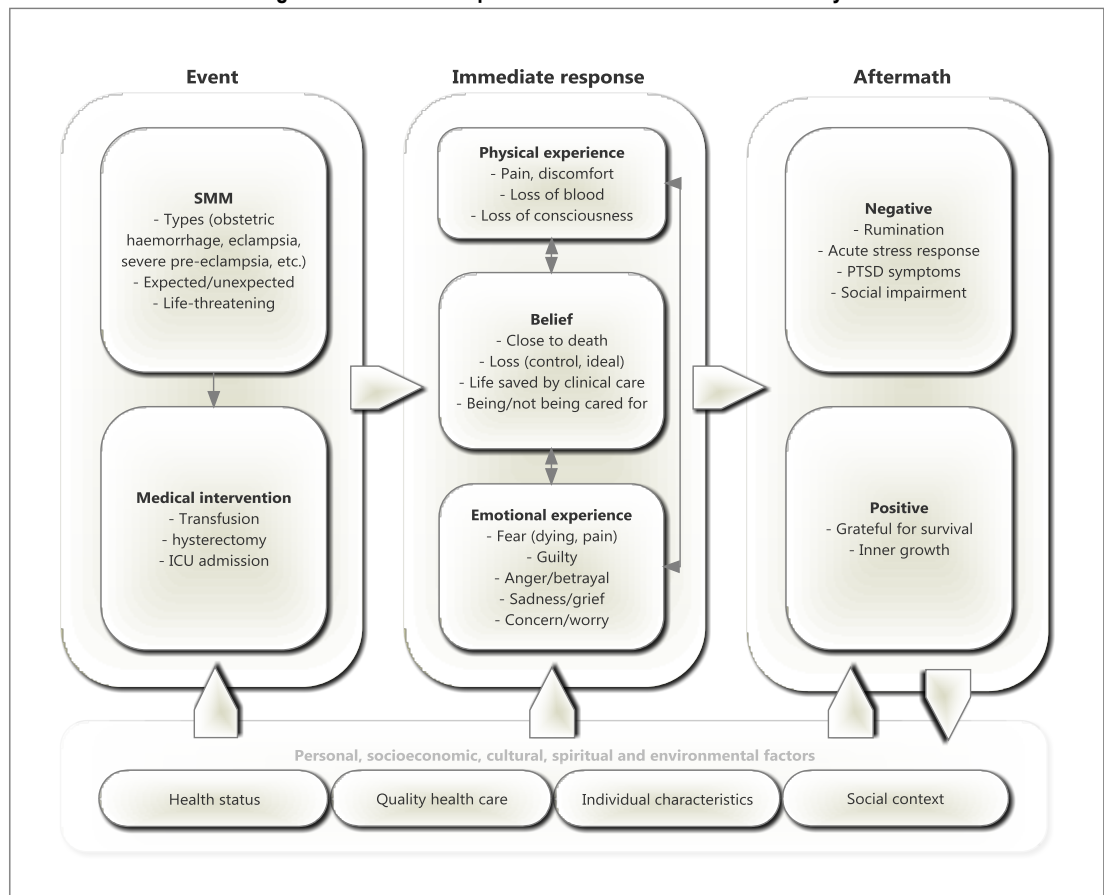 Event
SMM
- Types (obstetric
haemorrhage, eclampsia,
severe pre-eclampsia, etc.)
- Expected/unexpected
- Life-threatening
Medical intervention
- Transfusion
- hysterectomy
- ICU admission
Immediate response
Physical experience
- Pain, discomfort
- Loss of blood
- Loss of consciousness
Belief
- Close to death
- Loss (control, ideal)
- Life saved by clinical care
- Being/not being cared for
Emotional experience
- Fear (dying, pain)
- Guilty
- Anger/betrayal
- Sadness/grief
- Concern/worry
Aftermath
Negative
- Rumination
- Acute stress response
- PTSD symptoms
- Social impairment
Positive
- Grateful for survival
- Inner growth
Personal, socioeconomic, cultural, spiritual and environmental factors
Health status
Quality health care
Individual characteristics
Social context